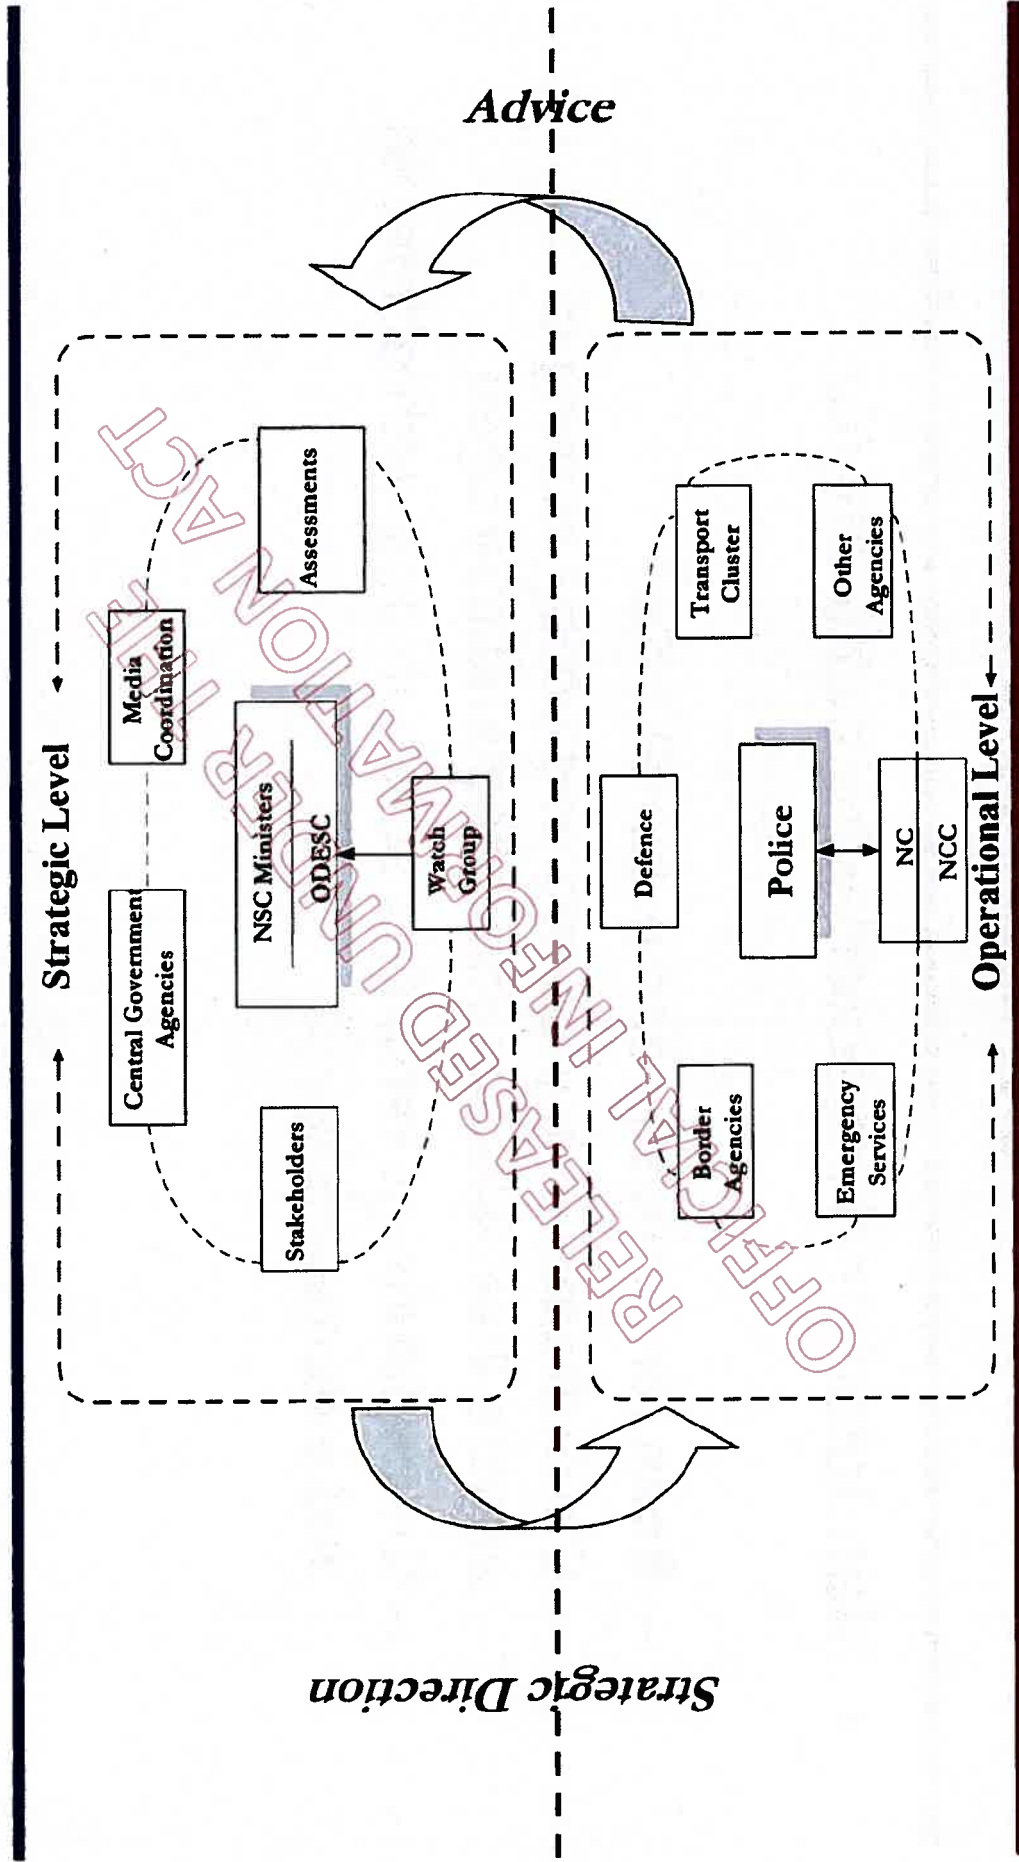 Strategic Level
Central Government
Agencies
Media
Coordination
Stakeholders
NSC Ministers
ODESC
Assessments
Watch
Group
Strategic Direction
Advice
Defence
Border
Agencies
Transport
Cluster
Police
Emergency
Services
NC
NCC
Other
Agencies
Operational Level
RELEASED UNDER THE
OFFICIAL INFORMATION ACT